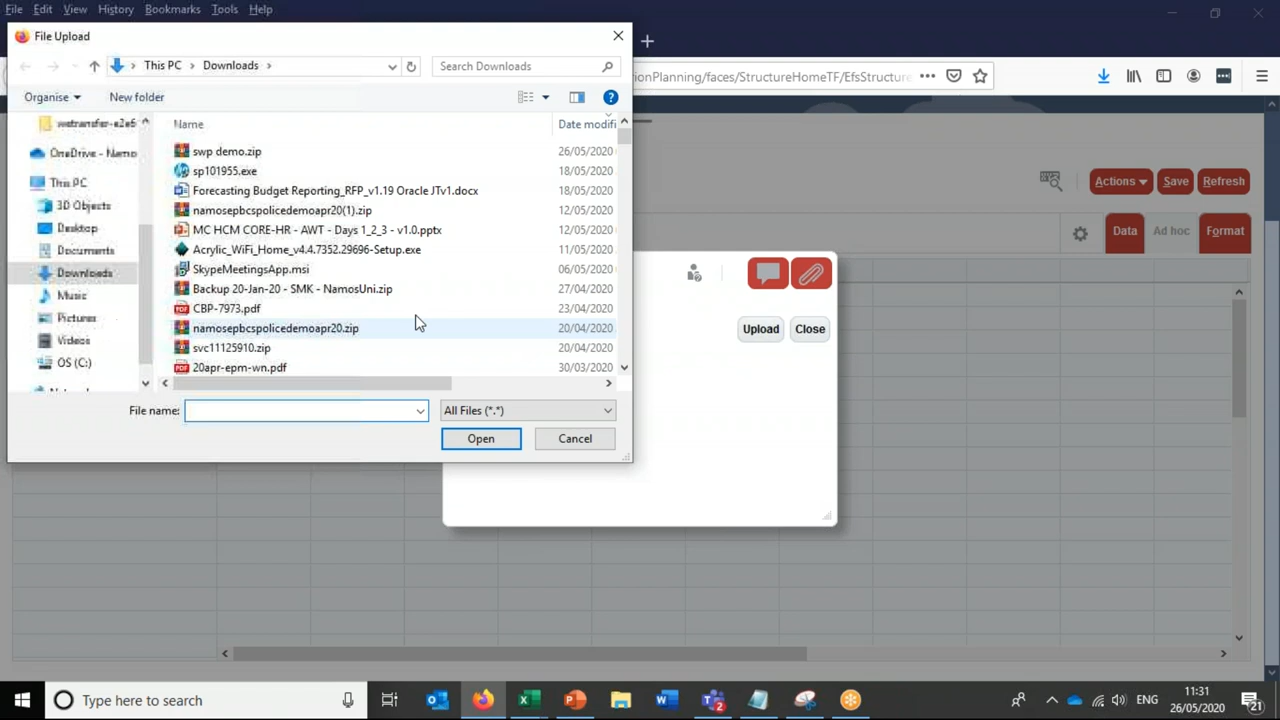 File Edit View History Bookmarks Tools Help
File Upload
This PC Downloads
Search Downloads
ionPlanning/faces/StructureHomeTF/EfsStructure
Organise New folder
Name Date modifi
wetransfer-e2e6
OneDrive - Namo
This PC
3D Objects
Desktop
Documents
Downloads
Music
Pictures
Videos
OS (C:)
swp demo.zip 26/05/2020
sp101955.exe 18/05/2020
Forecasting Budget Reporting_RFP_v1.19 Oracle JTv1.docx 18/05/2020
namosepbcspolicedemoapr20(1).zip 12/05/2020
MC HCM CORE-HR - AWT - Days 1_2_3 - v1.0.pptx 12/05/2020
Acrylic_WiFi_Home_v4.4.7352.29696-Setup.exe 11/05/2020
SkypeMeetingsApp.msi 06/05/2020
Backup 20-Jan-20 - SMK - NamosUni.zip 27/04/2020
CBP-7973.pdf 23/04/2020
namosepbcspolicedemoapr20.zip 20/04/2020
svc11125910.zip 20/04/2020
20apr-epm-wn.pdf 30/03/2020
File name: All Files (*.*)
Open Cancel
Actions Save Refresh
Data Ad hoc Format
Upload Close
Type here to search
2
ENG
11:31
26/05/2020
21